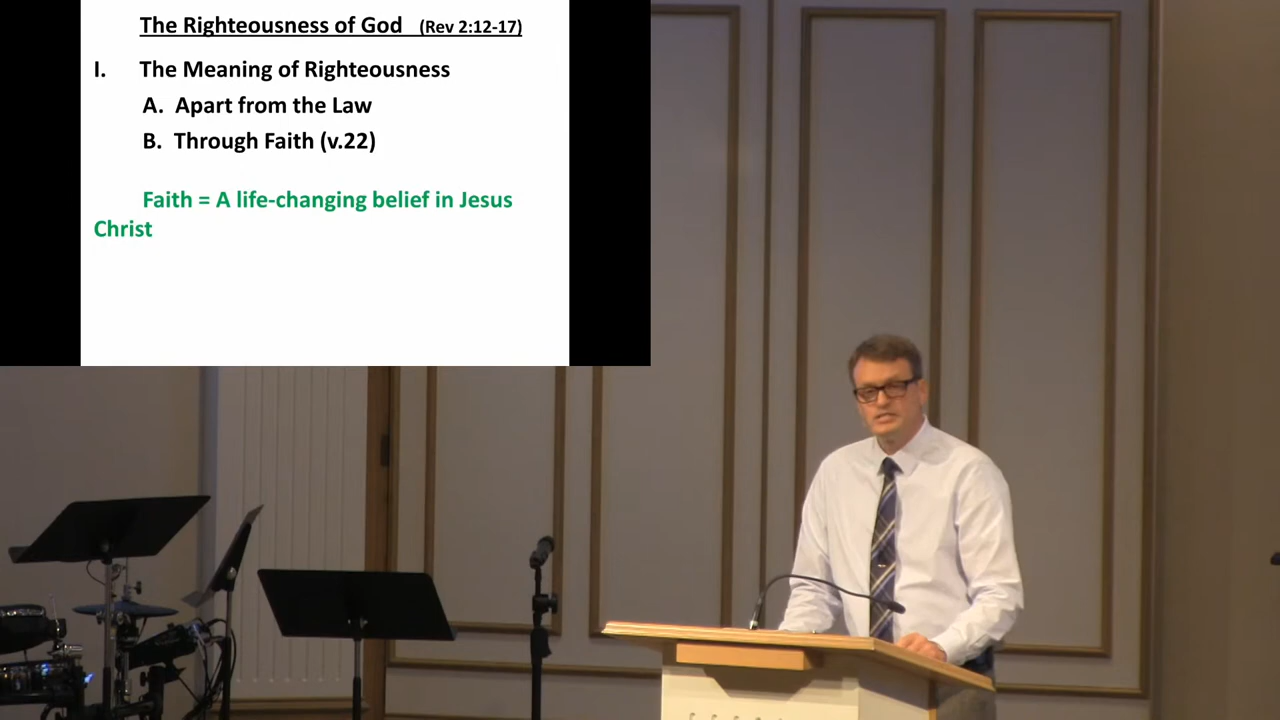 The Righteousness of God (Rev 2:12-17)
I. The Meaning of Righteousness
A. Apart from the Law
B. Through Faith (v.22)
Faith = A life-changing belief in Jesus
Christ